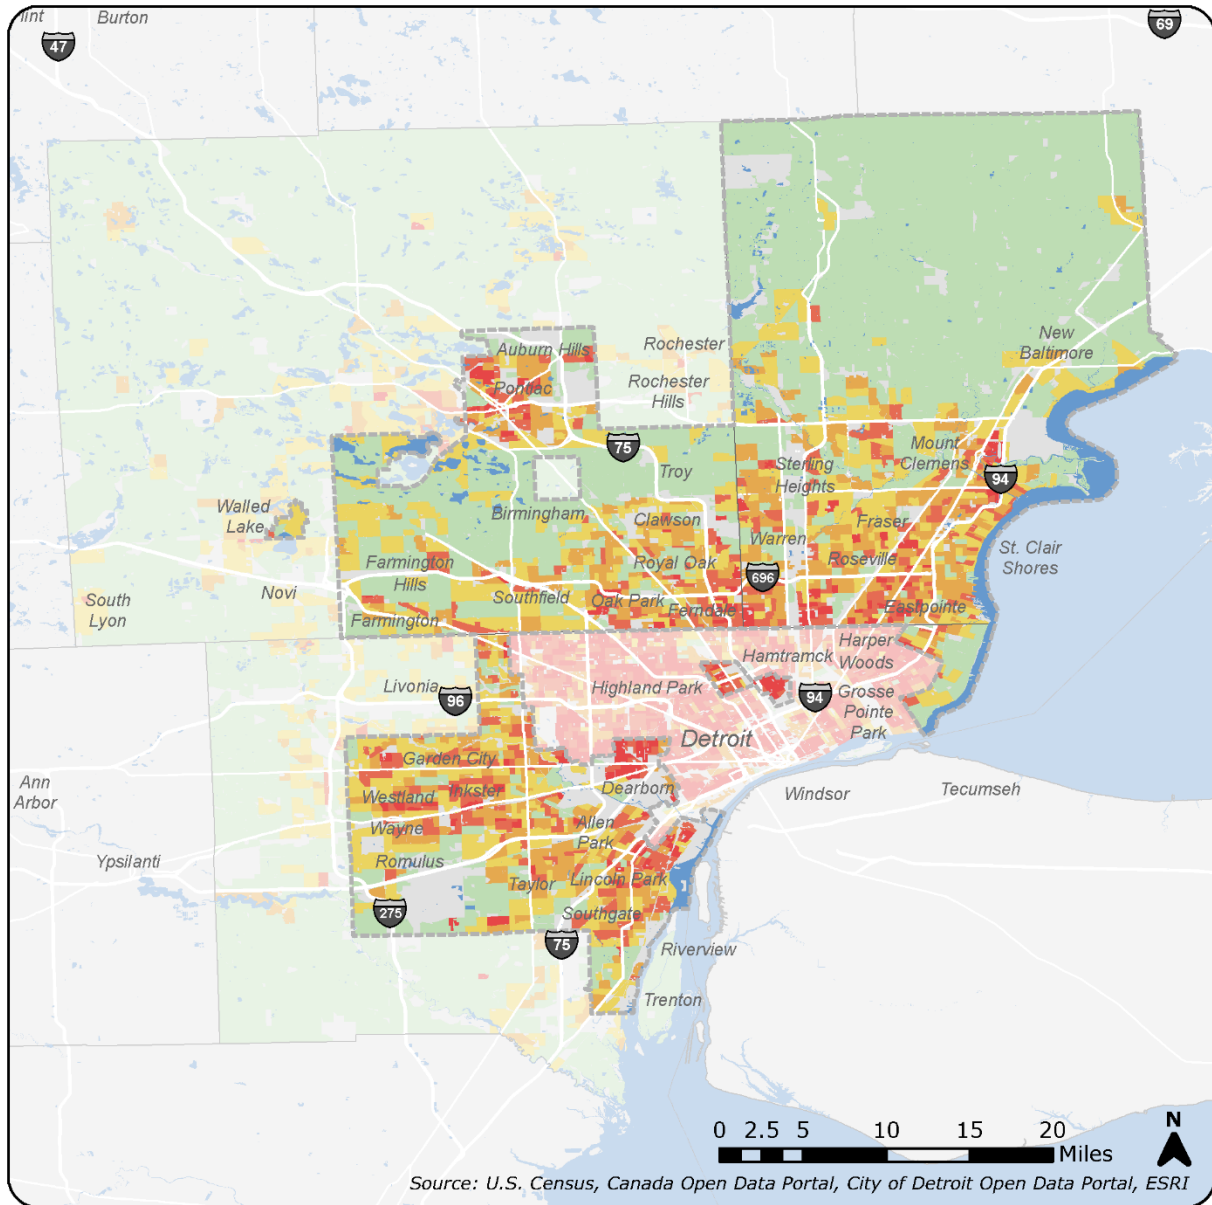 Burton
47
69
New
Baltimore
Auburn Hills
Rochester
Pontiac
Rochester
Hills
75
Troy
Mount
Clemens
Sterling
Heights
94
Walled
Lake
Birmingham
Clawson
Fraser
Warren
Farmington
Hills
Royal Oak
Roseville
St. Clair
Shores
696
Novi
Southfield
Oak Park
Ferndale
Eastpointe
South
Lyon
Farmington
Harper
Woods
Hamtramck
Livonia
Highland Park
96
94
Grosse
Pointe
Park
Detroit
Garden City
Ann
Arbor
Westland
Inkster
Dearborn
Windsor
Tecumseh
Wayne
Allen
Park
Ypsilanti
Romulus
Taylor
Lincoln Park
275
Southgate
75
Riverview
Trenton
N
0 2.5 5 10 15 20
Miles
Source: U.S. Census, Canada Open Data Portal, City of Detroit Open Data Portal, ESRI